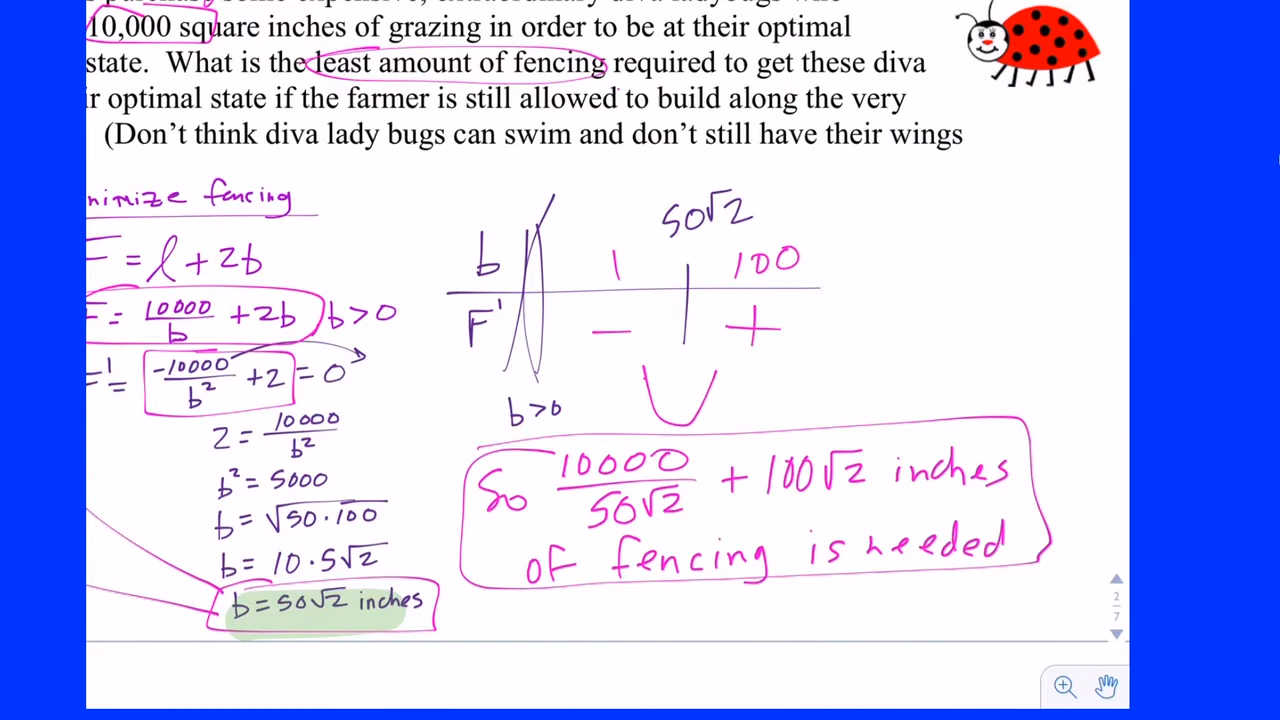 10,000 square inches of grazing in order to be at their optimal
state. What is the least amount of fencing required to get these diva
ir optimal state if the farmer is still allowed to build along the very
(Don't think diva lady bugs can swim and don't still have their wings
nimize fencing
F = l + 2b
F = 10000/b + 2b, b > 0
F' = -10000/b² + 2 = 0
2 = 10000/b²
b² = 5000
b = √50·100
b = 10·5√2
b = 50√2 inches
50√2
b 1 100
F' − +
b > 0
So 10000/50√2 + 100√2 inches
of fencing is needed
2
7